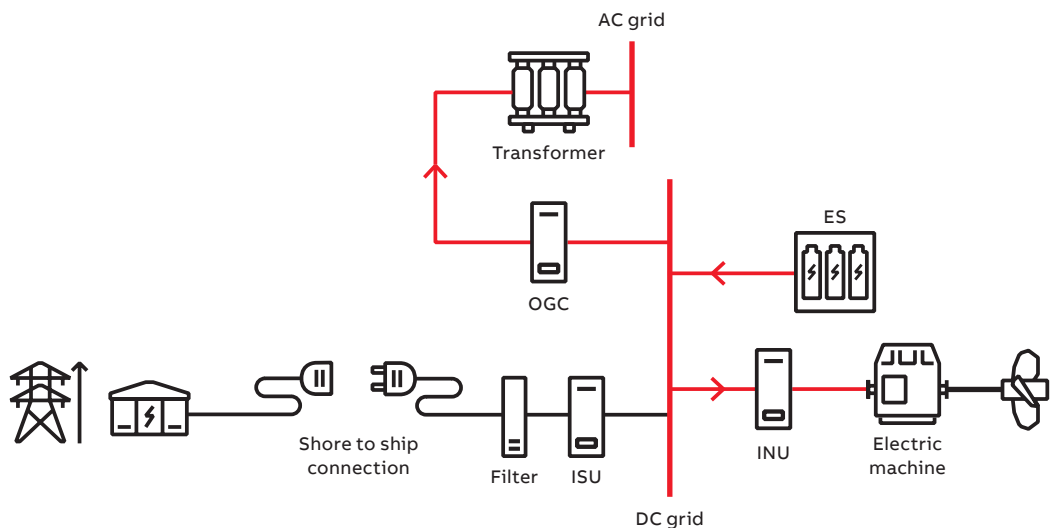 AC grid
Transformer
ES
OGC
Shore to ship
connection
Filter
ISU
INU
Electric
machine
DC grid